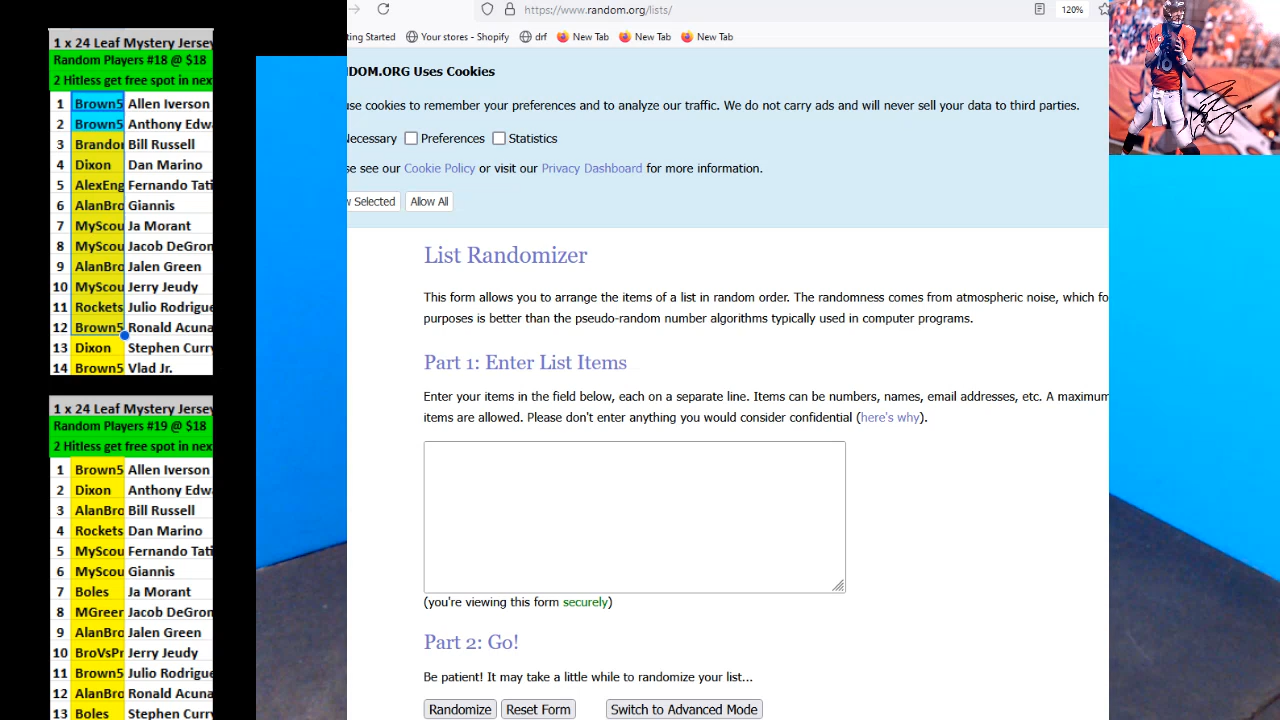 1 x 24 Leaf Mystery Jersey
Random Players #18 @ $18
2 Hitless get free spot in nex
1 Brown5 Allen Iverson
2 Brown5 Anthony Edw
3 Brandon Bill Russell
4 Dixon Dan Marino
5 AlexEng Fernando Tati
6 AlanBro Giannis
7 MyScou Ja Morant
8 MyScou Jacob DeGron
9 AlanBro Jalen Green
10 MyScou Jerry Jeudy
11 Rockets Julio Rodrigue
12 Brown5 Ronald Acuna
13 Dixon Stephen Curry
14 Brown5 Vlad Jr.
1 x 24 Leaf Mystery Jersey
Random Players #19 @ $18
2 Hitless get free spot in nex
1 Brown5 Allen Iverson
2 Dixon Anthony Edw
3 AlanBro Bill Russell
4 Rockets Dan Marino
5 MyScou Fernando Tati
6 MyScou Giannis
7 Boles Ja Morant
8 MGreer Jacob DeGron
9 AlanBro Jalen Green
10 BroVsPr Jerry Jeudy
11 Brown5 Julio Rodrigue
12 AlanBro Ronald Acuna
13 Boles Stephen Curry
https://www.random.org/lists/
120%
ting Started Your stores - Shopify drf New Tab New Tab New Tab
DOM.ORG Uses Cookies
use cookies to remember your preferences and to analyze our traffic. We do not carry ads and will never sell your data to third parties.
Necessary Preferences Statistics
se see our Cookie Policy or visit our Privacy Dashboard for more information.
w Selected Allow All
List Randomizer
This form allows you to arrange the items of a list in random order. The randomness comes from atmospheric noise, which fo
purposes is better than the pseudo-random number algorithms typically used in computer programs.
Part 1: Enter List Items
Enter your items in the field below, each on a separate line. Items can be numbers, names, email addresses, etc. A maximum
items are allowed. Please don't enter anything you would consider confidential (here's why).
(you're viewing this form securely)
Part 2: Go!
Be patient! It may take a little while to randomize your list...
Randomize Reset Form Switch to Advanced Mode